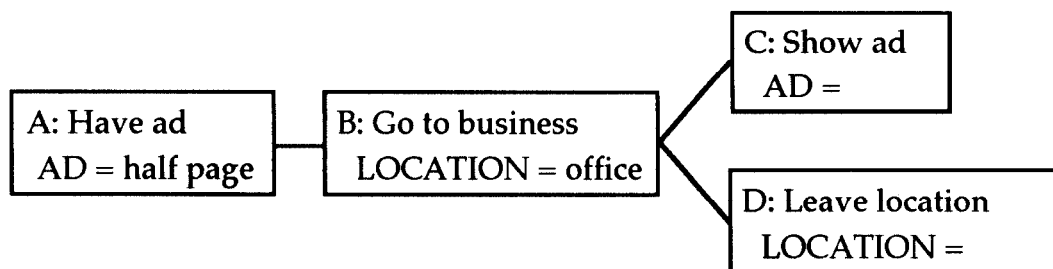 A: Have ad
AD = half page
B: Go to business
LOCATION = office
C: Show ad
AD =
D: Leave location
LOCATION =